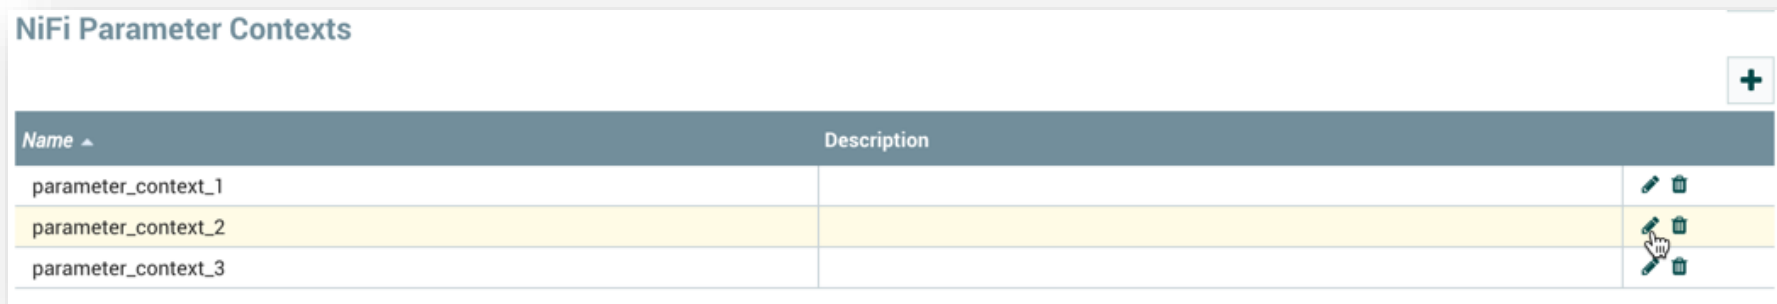 NiFi Parameter Contexts
Name Description
parameter_context_1
parameter_context_2
parameter_context_3